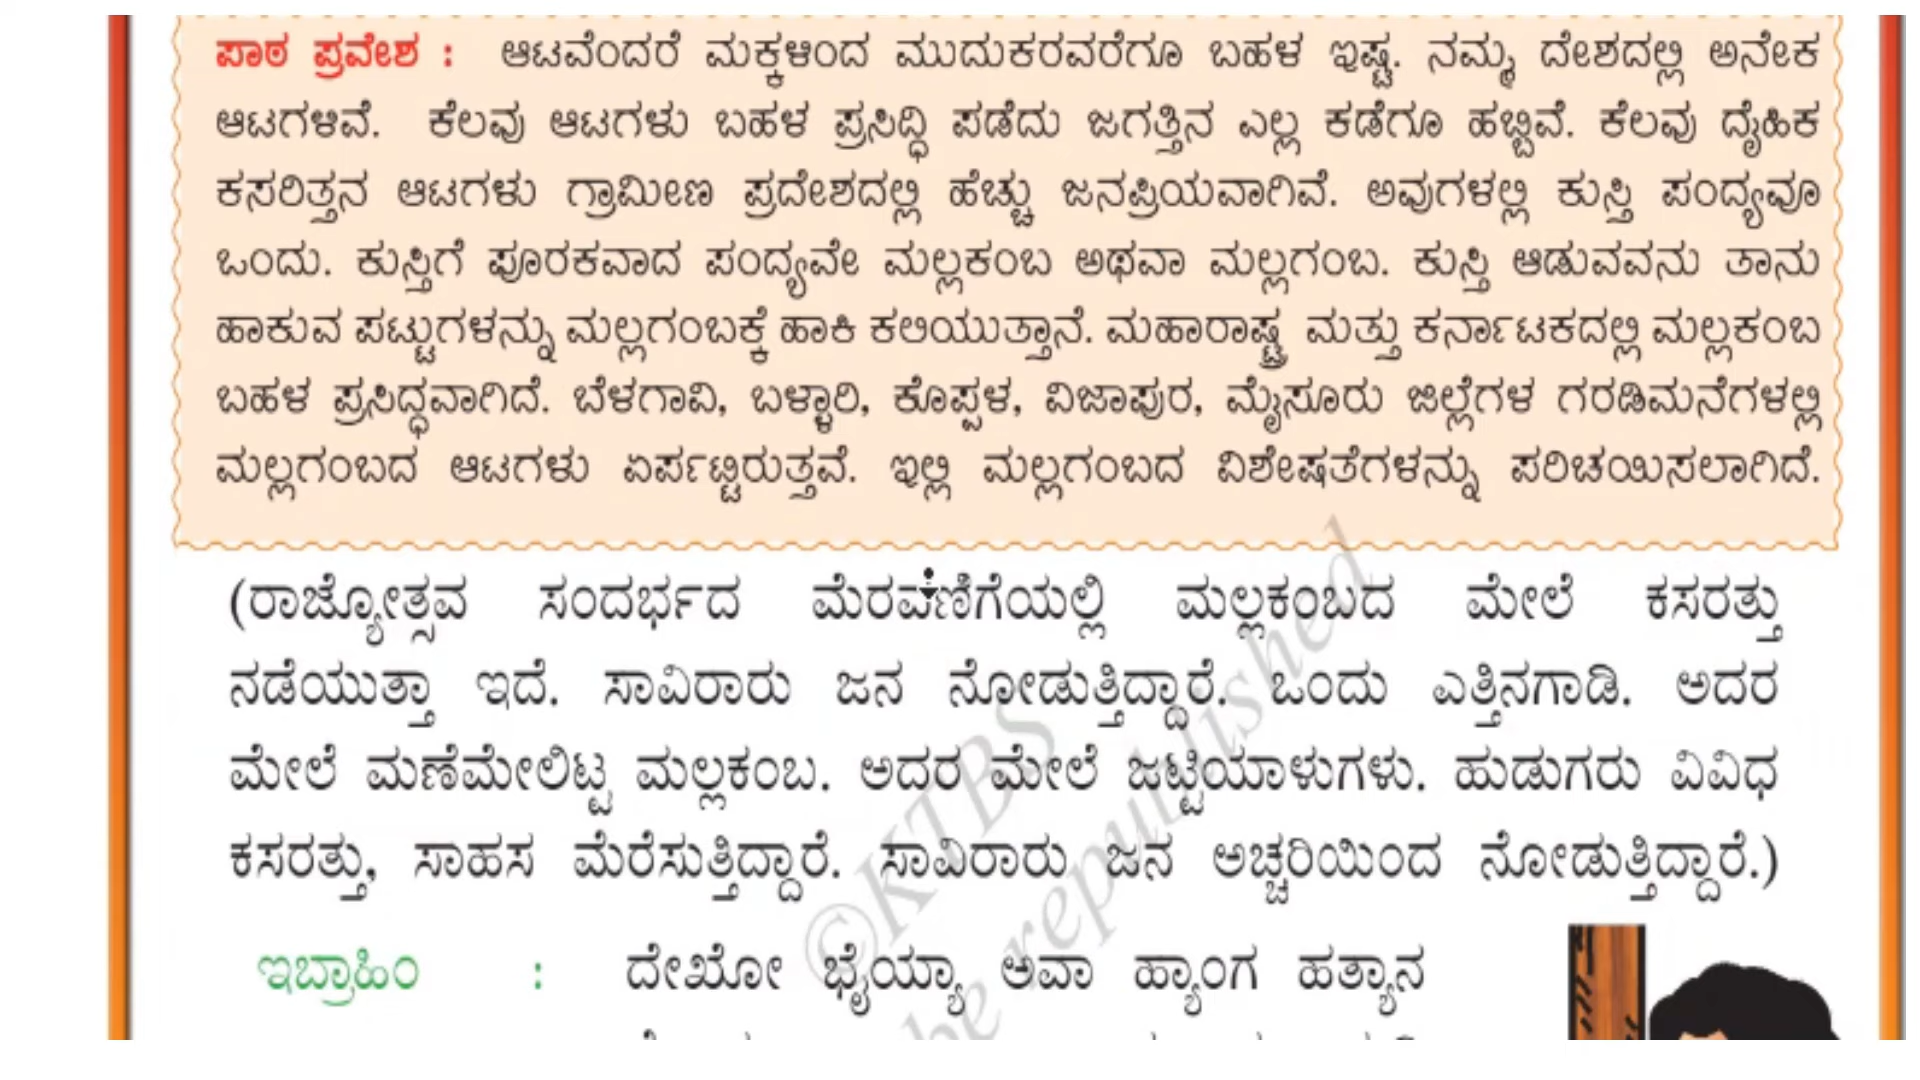 ಪಾಠ ಪ್ರವೇಶ : ಆಟವೆಂದರೆ ಮಕ್ಕಳಿಂದ ಮುದುಕರವರೆಗೂ ಬಹಳ ಇಷ್ಟ. ನಮ್ಮ ದೇಶದಲ್ಲಿ ಅನೇಕ
ಆಟಗಳಿವೆ. ಕೆಲವು ಆಟಗಳು ಬಹಳ ಪ್ರಸಿದ್ಧಿ ಪಡೆದು ಜಗತ್ತಿನ ಎಲ್ಲ ಕಡೆಗೂ ಹಬ್ಬಿವೆ. ಕೆಲವು ದೈಹಿಕ
ಕಸರಿತ್ತನ ಆಟಗಳು ಗ್ರಾಮೀಣ ಪ್ರದೇಶದಲ್ಲಿ ಹೆಚ್ಚು ಜನಪ್ರಿಯವಾಗಿವೆ. ಅವುಗಳಲ್ಲಿ ಕುಸ್ತಿ ಪಂದ್ಯವೂ
ಒಂದು. ಕುಸ್ತಿಗೆ ಪೂರಕವಾದ ಪಂದ್ಯವೇ ಮಲ್ಲಕಂಬ ಅಥವಾ ಮಲ್ಲಗಂಬ. ಕುಸ್ತಿ ಆಡುವವನು ತಾನು
ಹಾಕುವ ಪಟ್ಟುಗಳನ್ನು ಮಲ್ಲಗಂಬಕ್ಕೆ ಹಾಕಿ ಕಲಿಯುತ್ತಾನೆ. ಮಹಾರಾಷ್ಟ್ರ ಮತ್ತು ಕರ್ನಾಟಕದಲ್ಲಿ ಮಲ್ಲಕಂಬ
ಬಹಳ ಪ್ರಸಿದ್ಧವಾಗಿದೆ. ಬೆಳಗಾವಿ, ಬಳ್ಳಾರಿ, ಕೊಪ್ಪಳ, ವಿಜಾಪುರ, ಮೈಸೂರು ಜಿಲ್ಲೆಗಳ ಗರಡಿಮನೆಗಳಲ್ಲಿ
ಮಲ್ಲಗಂಬದ ಆಟಗಳು ಏರ್ಪಟ್ಟಿರುತ್ತವೆ. ಇಲ್ಲಿ ಮಲ್ಲಗಂಬದ ವಿಶೇಷತೆಗಳನ್ನು ಪರಿಚಯಿಸಲಾಗಿದೆ.
(ರಾಜ್ಯೋತ್ಸವ ಸಂದರ್ಭದ ಮೆರವಣಿಗೆಯಲ್ಲಿ ಮಲ್ಲಕಂಬದ ಮೇಲೆ ಕಸರತ್ತು
ನಡೆಯುತ್ತಾ ಇದೆ. ಸಾವಿರಾರು ಜನ ನೋಡುತ್ತಿದ್ದಾರೆ. ಒಂದು ಎತ್ತಿನಗಾಡಿ. ಅದರ
ಮೇಲೆ ಮಣೆಮೇಲಿಟ್ಟ ಮಲ್ಲಕಂಬ. ಅದರ ಮೇಲೆ ಜಟ್ಟಿಯಾಳುಗಳು. ಹುಡುಗರು ವಿವಿಧ
ಕಸರತ್ತು, ಸಾಹಸ ಮೆರೆಸುತ್ತಿದ್ದಾರೆ. ಸಾವಿರಾರು ಜನ ಅಚ್ಚರಿಯಿಂದ ನೋಡುತ್ತಿದ್ದಾರೆ.)
ಇಬ್ರಾಹಿಂ : ದೇಖೋ ಭೈಯ್ಯಾ ಅವಾ ಹ್ಯಾಂಗ ಹತ್ಯಾನ
©KTBS
be republished